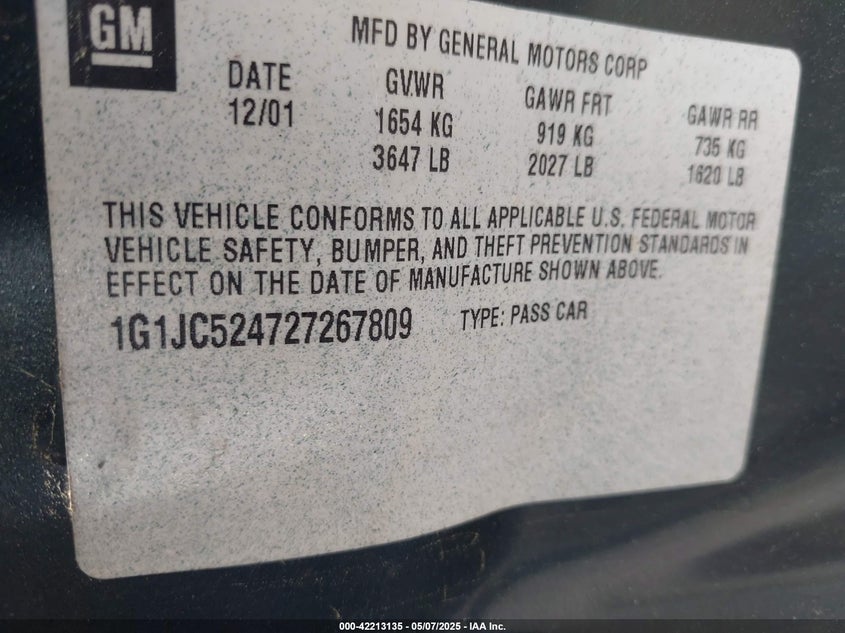 GM
MFD BY GENERAL MOTORS CORP
DATE GVWR GAWR FRT GAWR RR
12/01 1654 KG 919 KG 735 KG
3647 LB 2027 LB 1620 LB
THIS VEHICLE CONFORMS TO ALL APPLICABLE U.S. FEDERAL MOTOR
VEHICLE SAFETY, BUMPER, AND THEFT PREVENTION STANDARDS IN
EFFECT ON THE DATE OF MANUFACTURE SHOWN ABOVE.
1G1JC524727267809 TYPE: PASS CAR
000-42213135 - 05/07/2025 - IAA Inc.